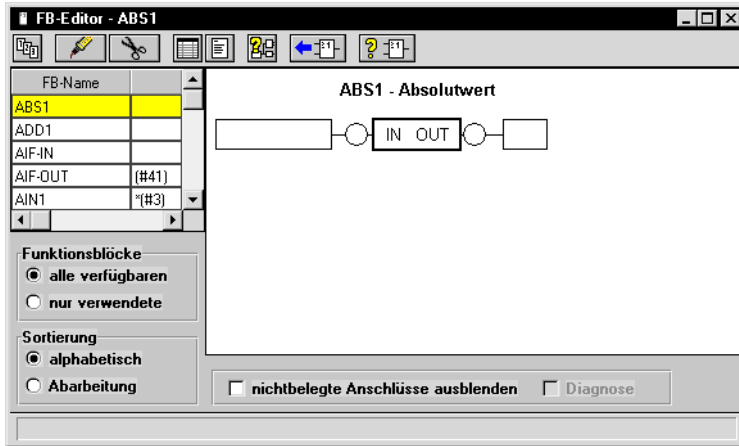 FB-Editor - ABS1
FB-Name
ABS1
ADD1
AIF-IN
AIF-OUT (#41)
AIN1 *(#3)
Funktionsblöcke
alle verfügbaren
nur verwendete
Sortierung
alphabetisch
Abarbeitung
ABS1 - Absolutwert
IN OUT
nichtbelegte Anschlüsse ausblenden Diagnose